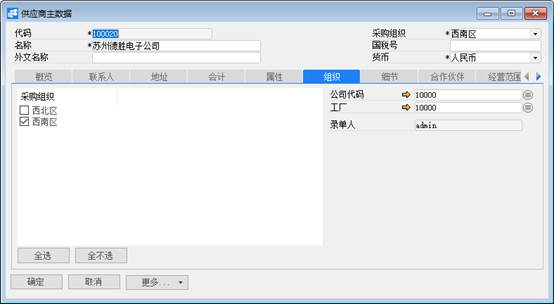 供应商主数据
代码 *100020 采购组织 *西南区
名称 *苏州德胜电子公司 国税号
外文名称 货币 *人民币
概览 联系人 地址 会计 属性 组织 细节 合作伙伴 经营范围
采购组织 公司代码 10000
西北区 工厂 10000
西南区 录单人 admin
全选 全不选
确定 取消 更多...